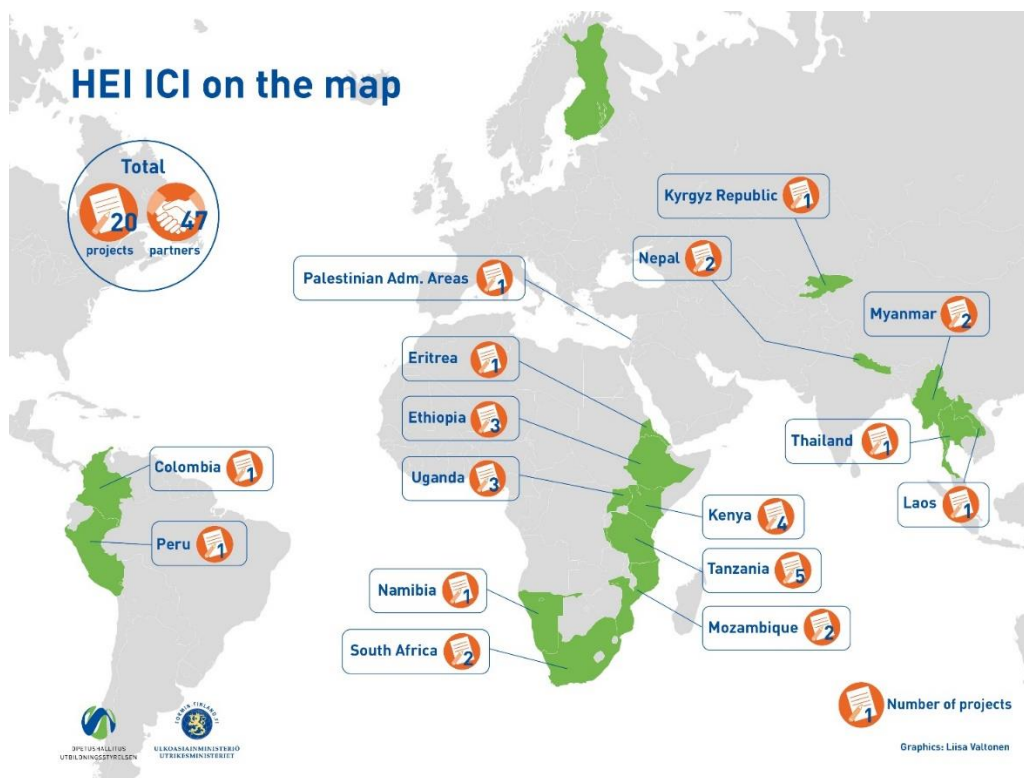 HEI ICI on the map
Total
20
47
projects
partners
Kyrgyz Republic 1
Nepal 2
Palestinian Adm. Areas 1
Myanmar 2
Eritrea 1
Ethiopia 3
Thailand 1
Colombia 1
Uganda 3
Laos 1
Kenya 4
Peru 1
Tanzania 5
Namibia 1
Mozambique 2
South Africa 2
1 Number of projects
FORMIN.FINLAND.FI
OPETUSHALLITUS
UTBILDNINGSSTYRELSEN
ULKOASIAINMINISTERIÖ
UTRIKESMINISTERIET
Graphics: Liisa Valtonen